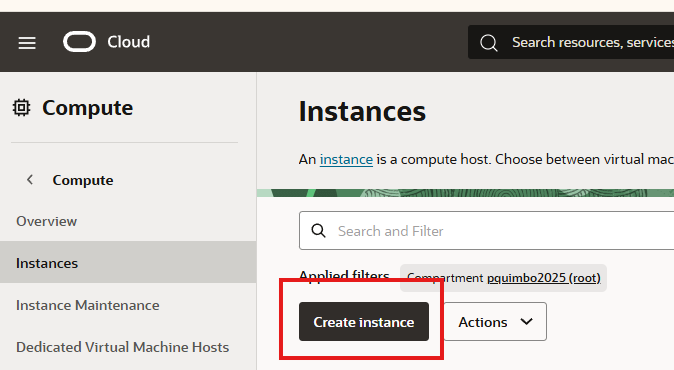 Cloud
Search resources, services
Compute
Instances
An instance is a compute host. Choose between virtual mac
Compute
Overview
Search and Filter
Instances
Applied filters
Compartment pquimbo2025 (root)
Instance Maintenance
Create instance
Actions
Dedicated Virtual Machine Hosts